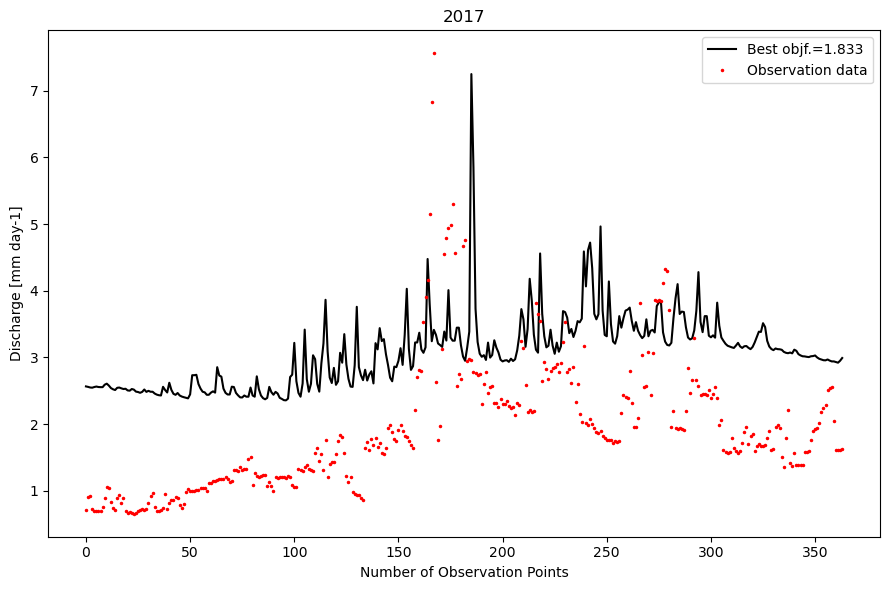 2017
Best objf.=1.833
Observation data
Discharge [mm day-1]
7
6
5
4
3
2
1
0 50 100 150 200 250 300 350
Number of Observation Points